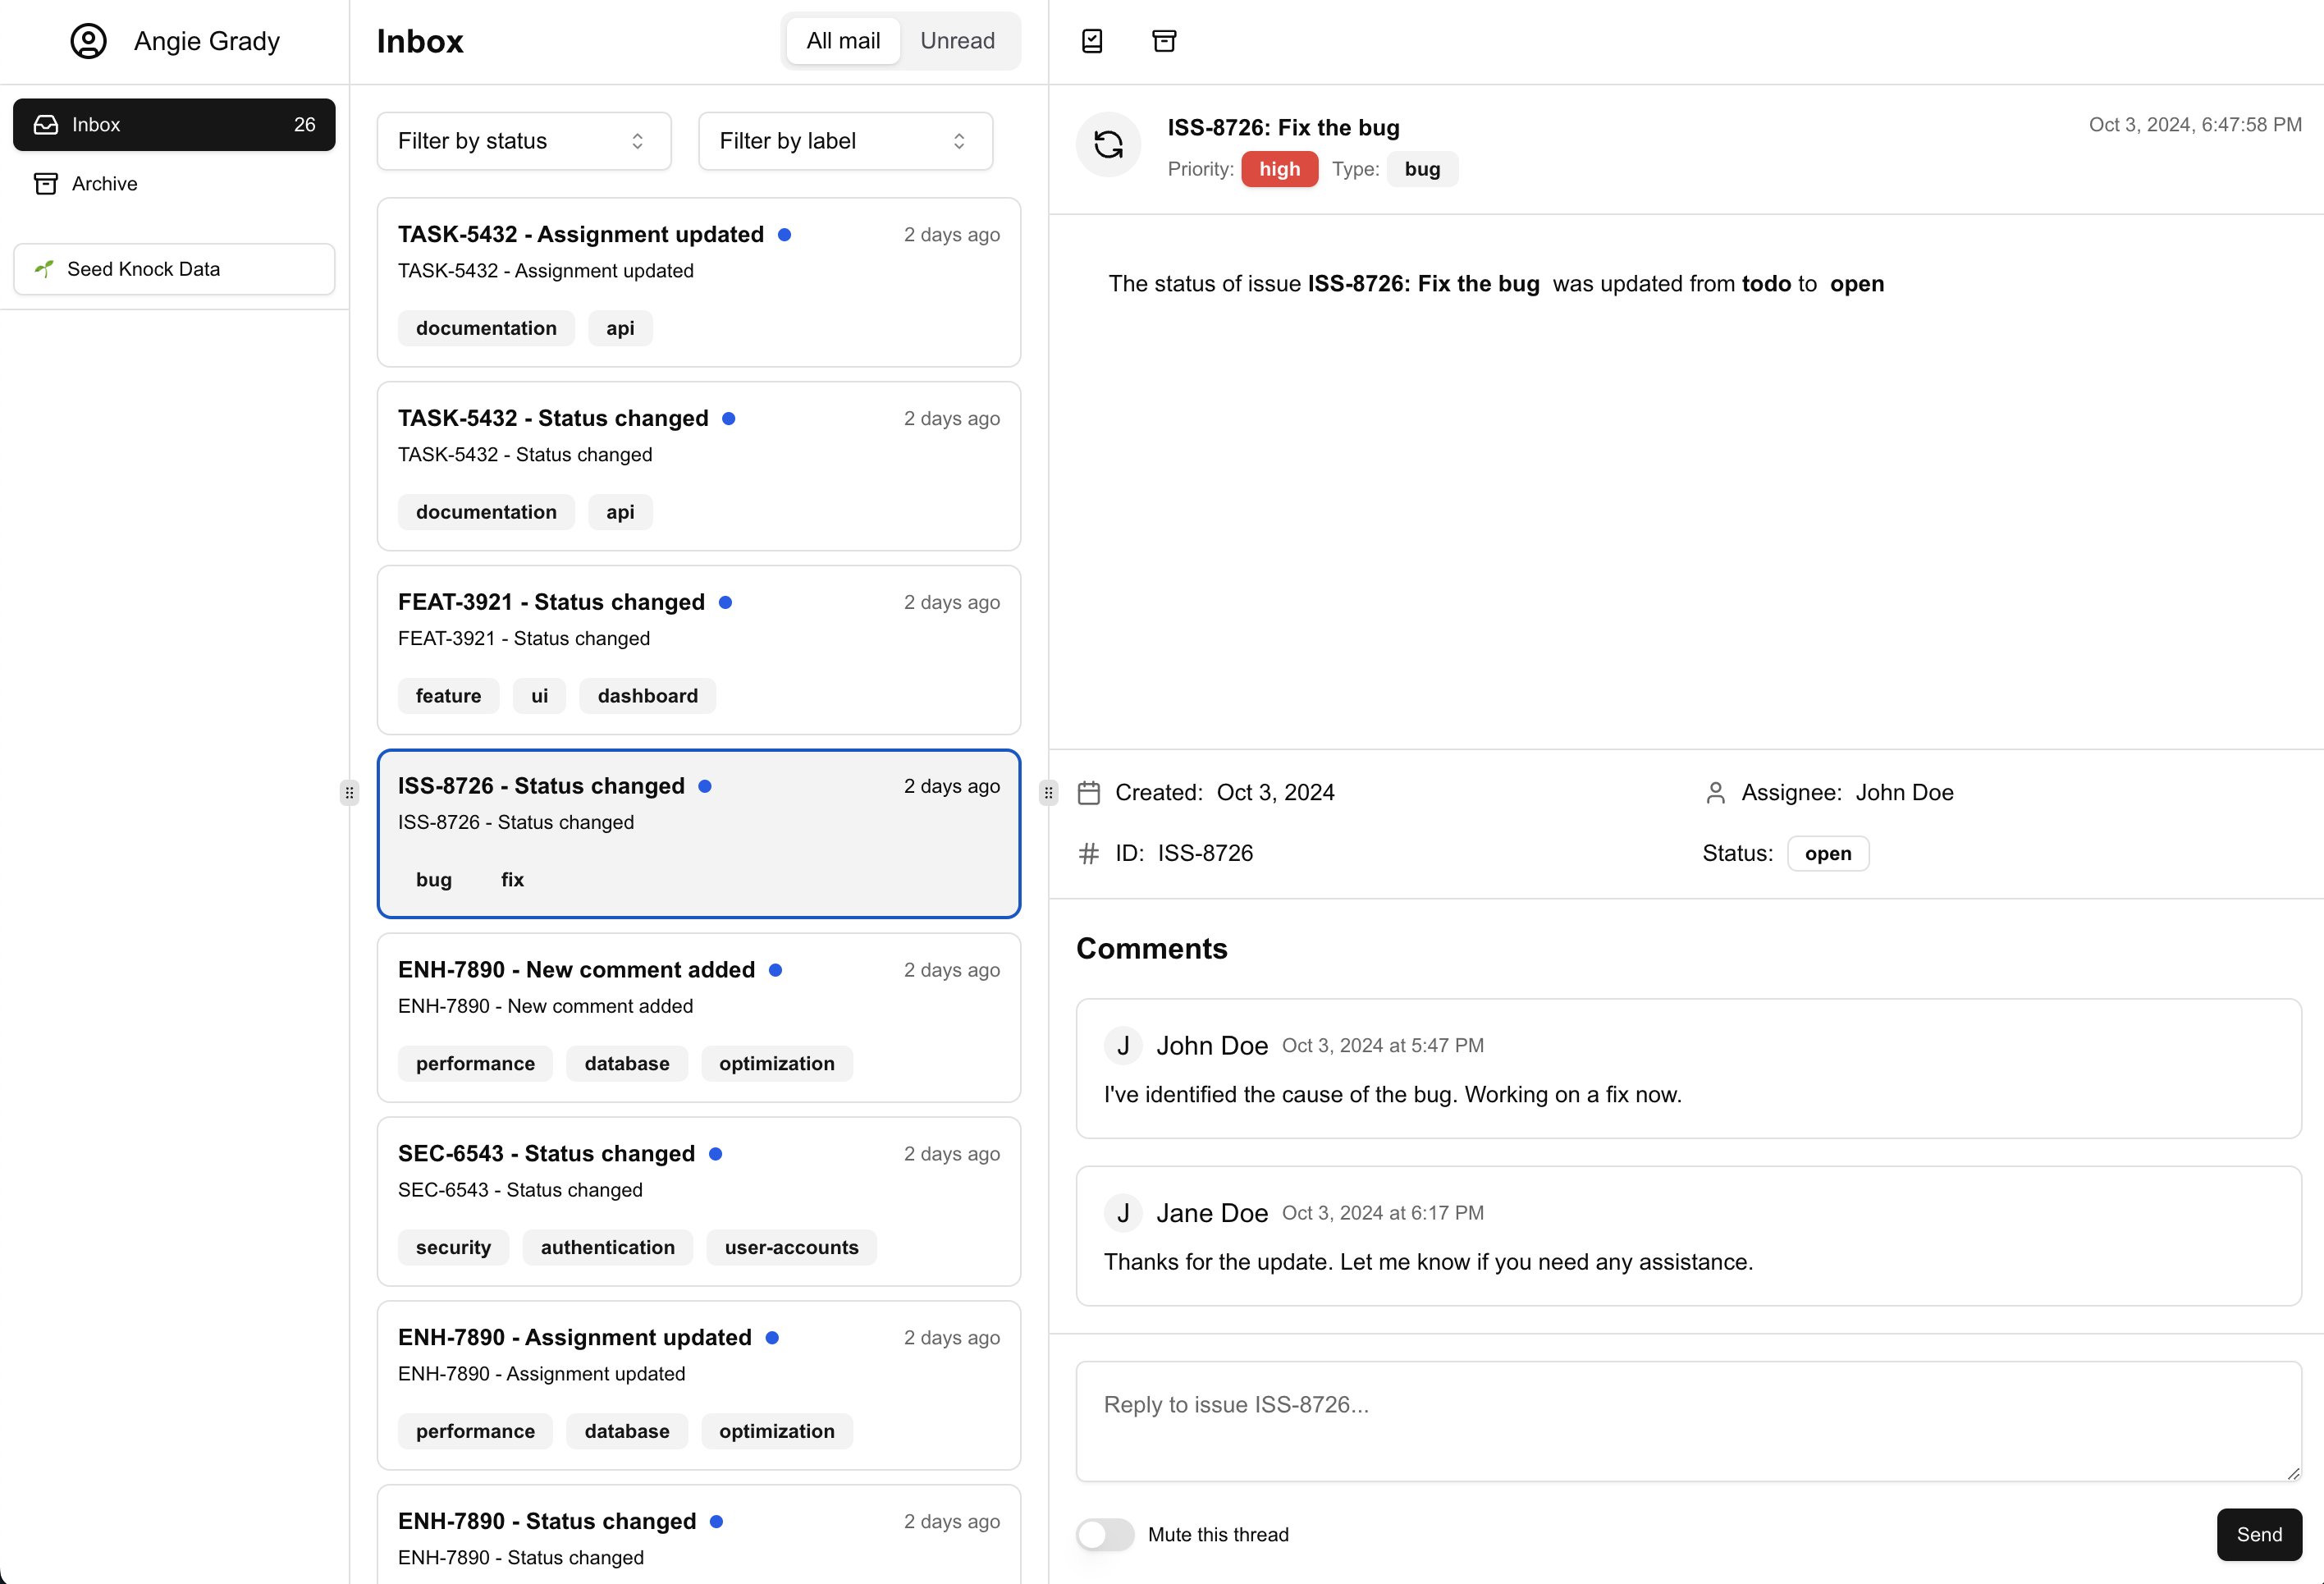 Angie Grady
Inbox 26
Archive
Seed Knock Data
Inbox
All mail Unread
Filter by status Filter by label
TASK-5432 - Assignment updated 2 days ago
TASK-5432 - Assignment updated
documentation api
TASK-5432 - Status changed 2 days ago
TASK-5432 - Status changed
documentation api
FEAT-3921 - Status changed 2 days ago
FEAT-3921 - Status changed
feature ui dashboard
ISS-8726 - Status changed 2 days ago
ISS-8726 - Status changed
bug fix
ENH-7890 - New comment added 2 days ago
ENH-7890 - New comment added
performance database optimization
SEC-6543 - Status changed 2 days ago
SEC-6543 - Status changed
security authentication user-accounts
ENH-7890 - Assignment updated 2 days ago
ENH-7890 - Assignment updated
performance database optimization
ENH-7890 - Status changed 2 days ago
ENH-7890 - Status changed
ISS-8726: Fix the bug Oct 3, 2024, 6:47:58 PM
Priority: high Type: bug
The status of issue ISS-8726: Fix the bug was updated from todo to open
Created: Oct 3, 2024 Assignee: John Doe
ID: ISS-8726 Status: open
Comments
J John Doe Oct 3, 2024 at 5:47 PM
I've identified the cause of the bug. Working on a fix now.
J Jane Doe Oct 3, 2024 at 6:17 PM
Thanks for the update. Let me know if you need any assistance.
Reply to issue ISS-8726...
Mute this thread Send